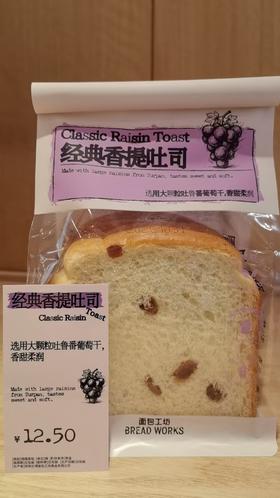 Classic Raisin Toast
经典香提吐司
Made with large raisins
from Turpan, tastes
sweet and soft.
选用大颗粒吐鲁番葡萄干,香甜柔润
经典香提吐司
Classic Raisin Toast
选用大颗粒吐鲁番葡萄干,
香甜柔润
Made with large raisins
from Turpan, tastes
sweet and soft.
¥12.50
面包工坊
BREAD WORKS